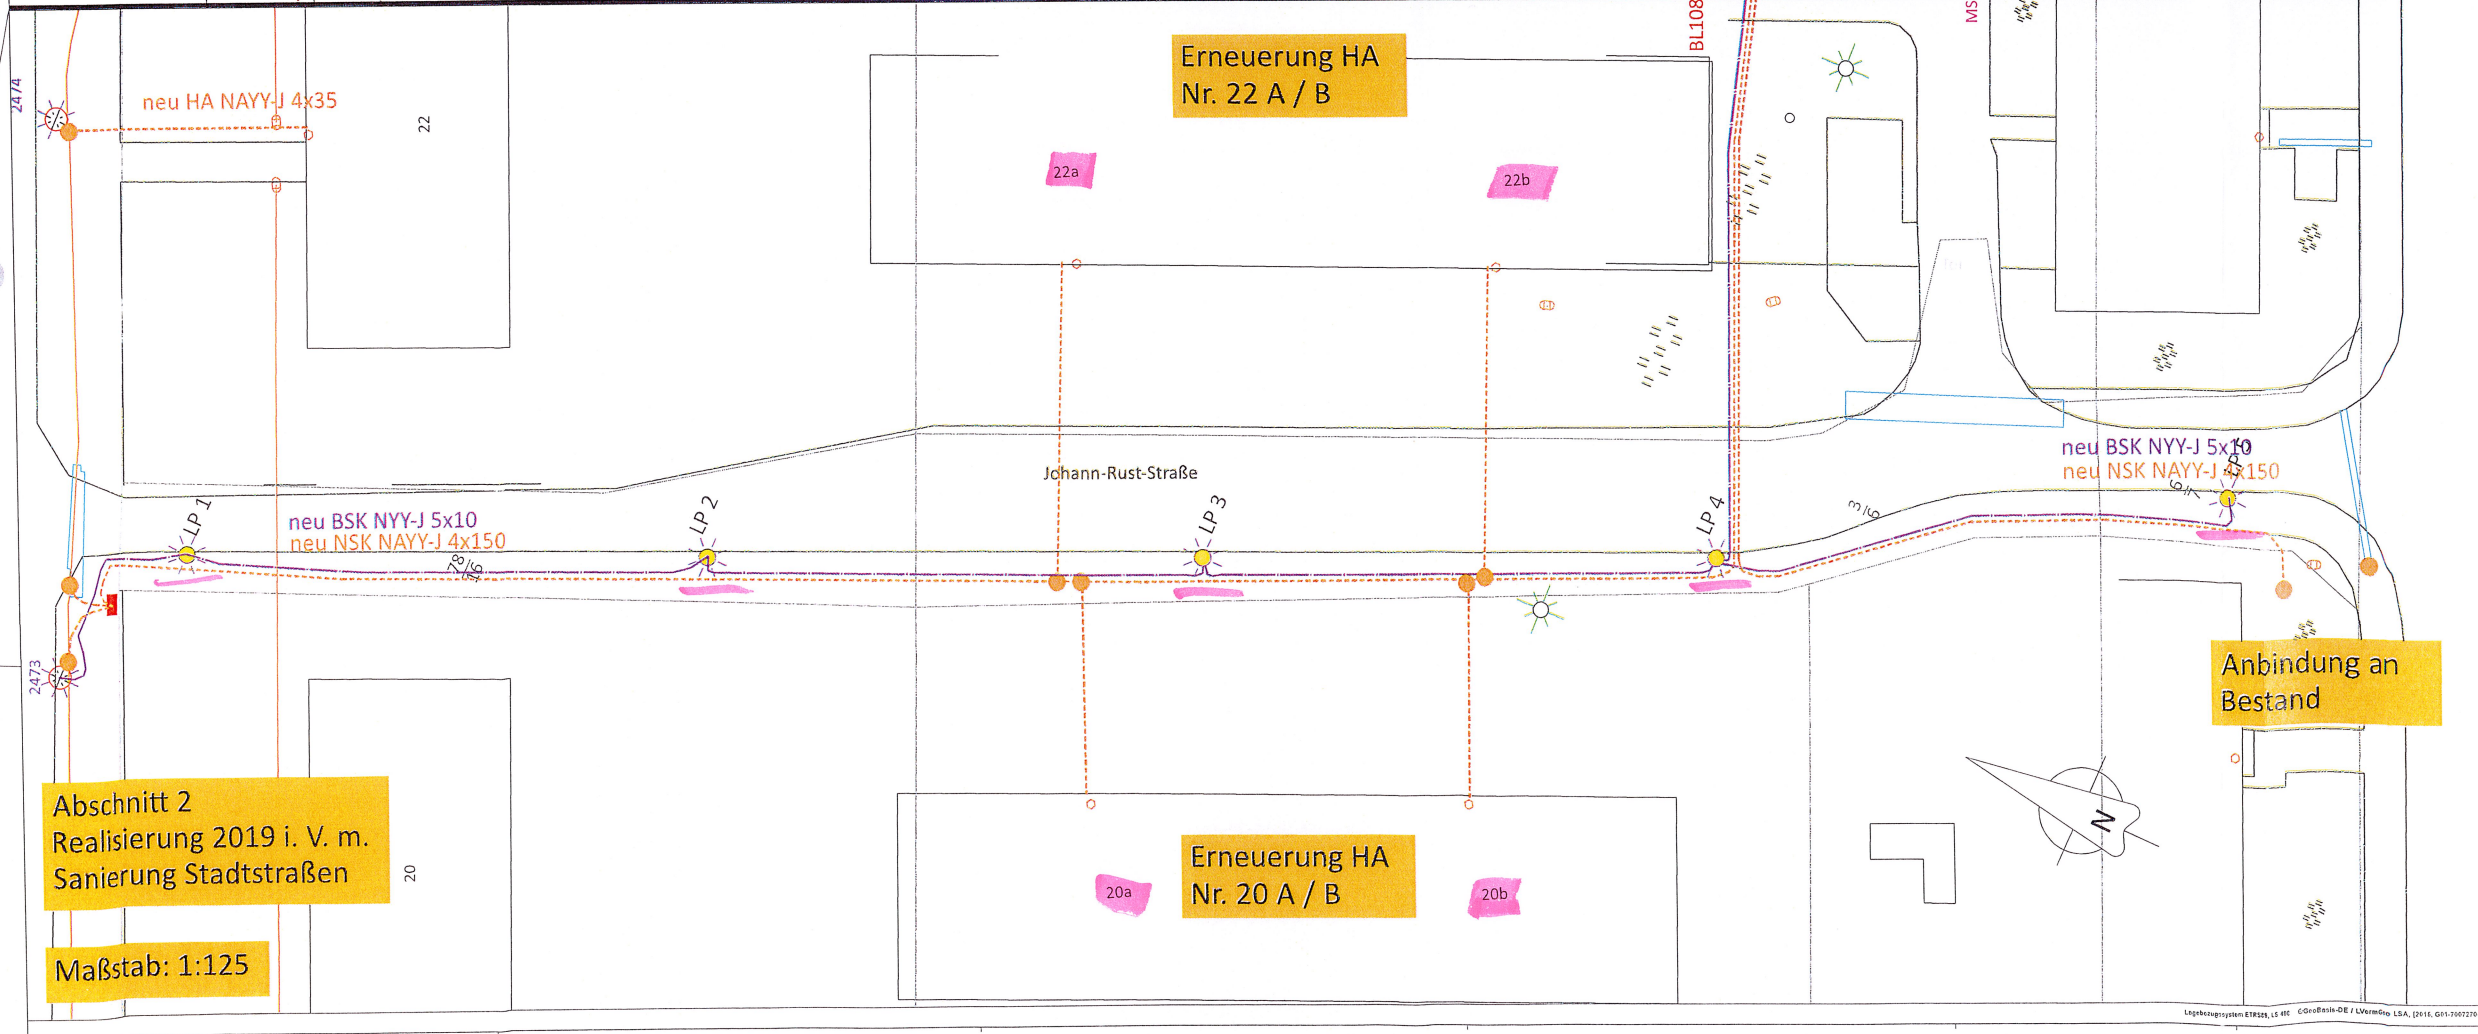 2474
neu HA NAYY-J 4x35
22
Erneuerung HA
Nr. 22 A / B
BL108
MS
22a
22b
Johann-Rust-Straße
LP 1
LP 2
LP 3
LP 4
neu BSK NYY-J 5x10
neu NSK NAYY-J 4x150
neu BSK NYY-J 5x10
neu NSK NAYY-J 4x150
2473
Anbindung an
Bestand
Abschnitt 2
Realisierung 2019 i. V. m.
Sanierung Stadtstraßen
20
Erneuerung HA
Nr. 20 A / B
20a
20b
N
Maßstab: 1:125